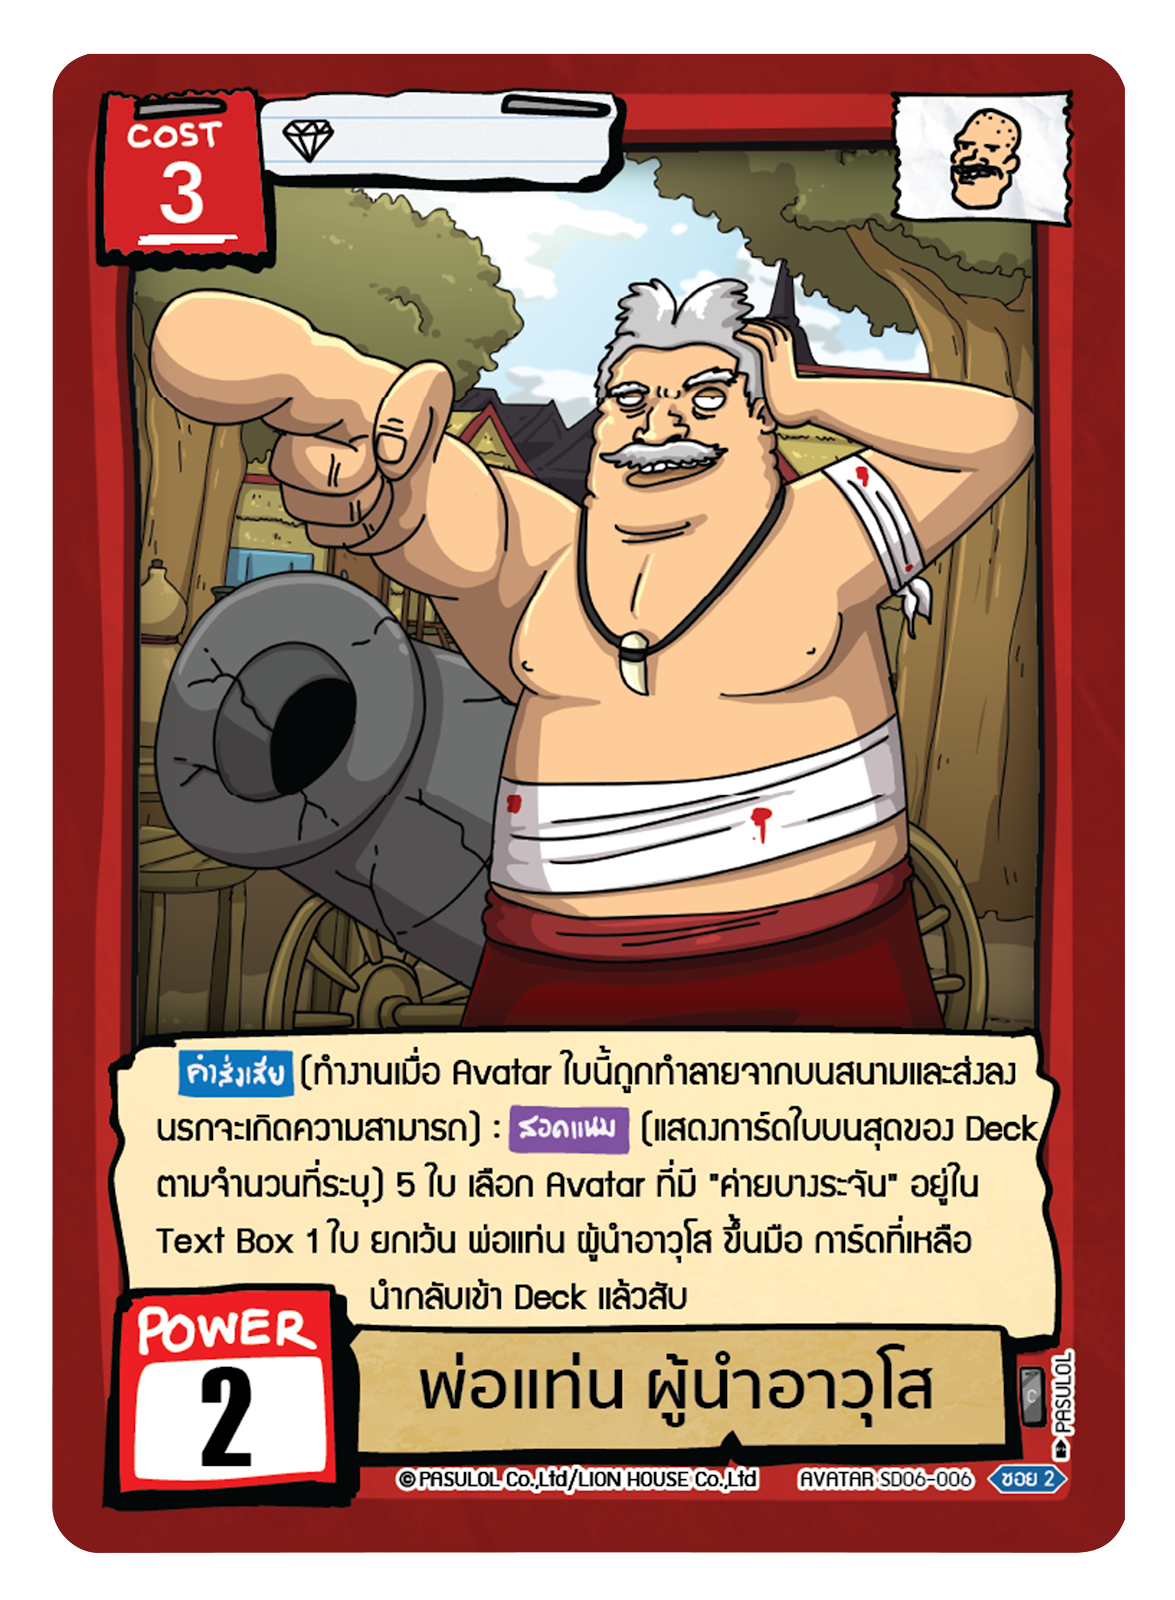 COST
3
คำสั่งเสีย (ทำงานเมื่อ Avatar ใบนี้ถูกทำลายจากบนสนามและส่งลง
นรกจะเกิดความสามารถ) : สอดแนม (แสดงการ์ดใบบนสุดของ Deck
ตามจำนวนที่ระบุ) 5 ใบ เลือก Avatar ที่มี "ค่ายบางระจัน" อยู่ใน
Text Box 1 ใบ ยกเว้น พ่อแท่น ผู้นำอาวุโส ขึ้นมือ การ์ดที่เหลือ
นำกลับเข้า Deck แล้วสับ
POWER
2
พ่อแท่น ผู้นำอาวุโส
C
PASULOL
© PASULOL Co.,Ltd/LION HOUSE Co.,Ltd AVATAR SD06-006 ซอย 2